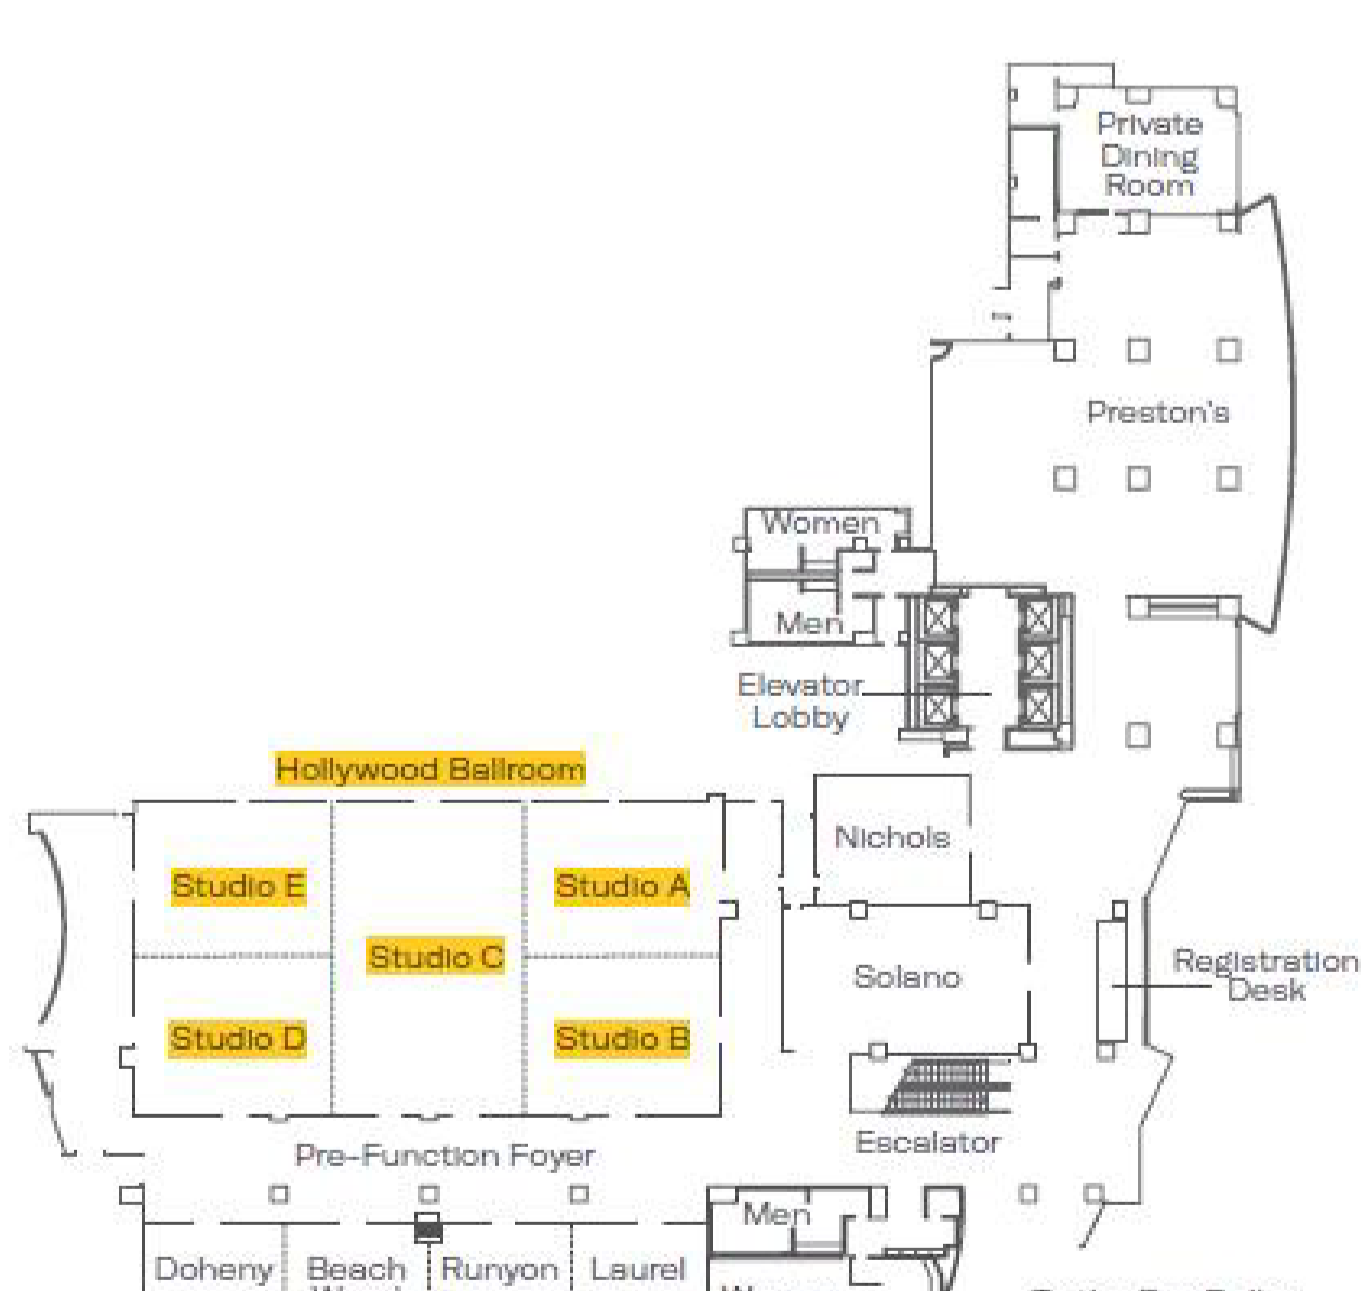 Private
Dining
Room
Preston's
Women
Men
Elevator
Lobby
Hollywood Ballroom
Nichols
Studio E
Studio A
Studio C
Solano
Registration
Desk
Studio D
Studio B
Escalator
Pre-Function Foyer
Men
Doheny
Beach
Runyon
Laurel